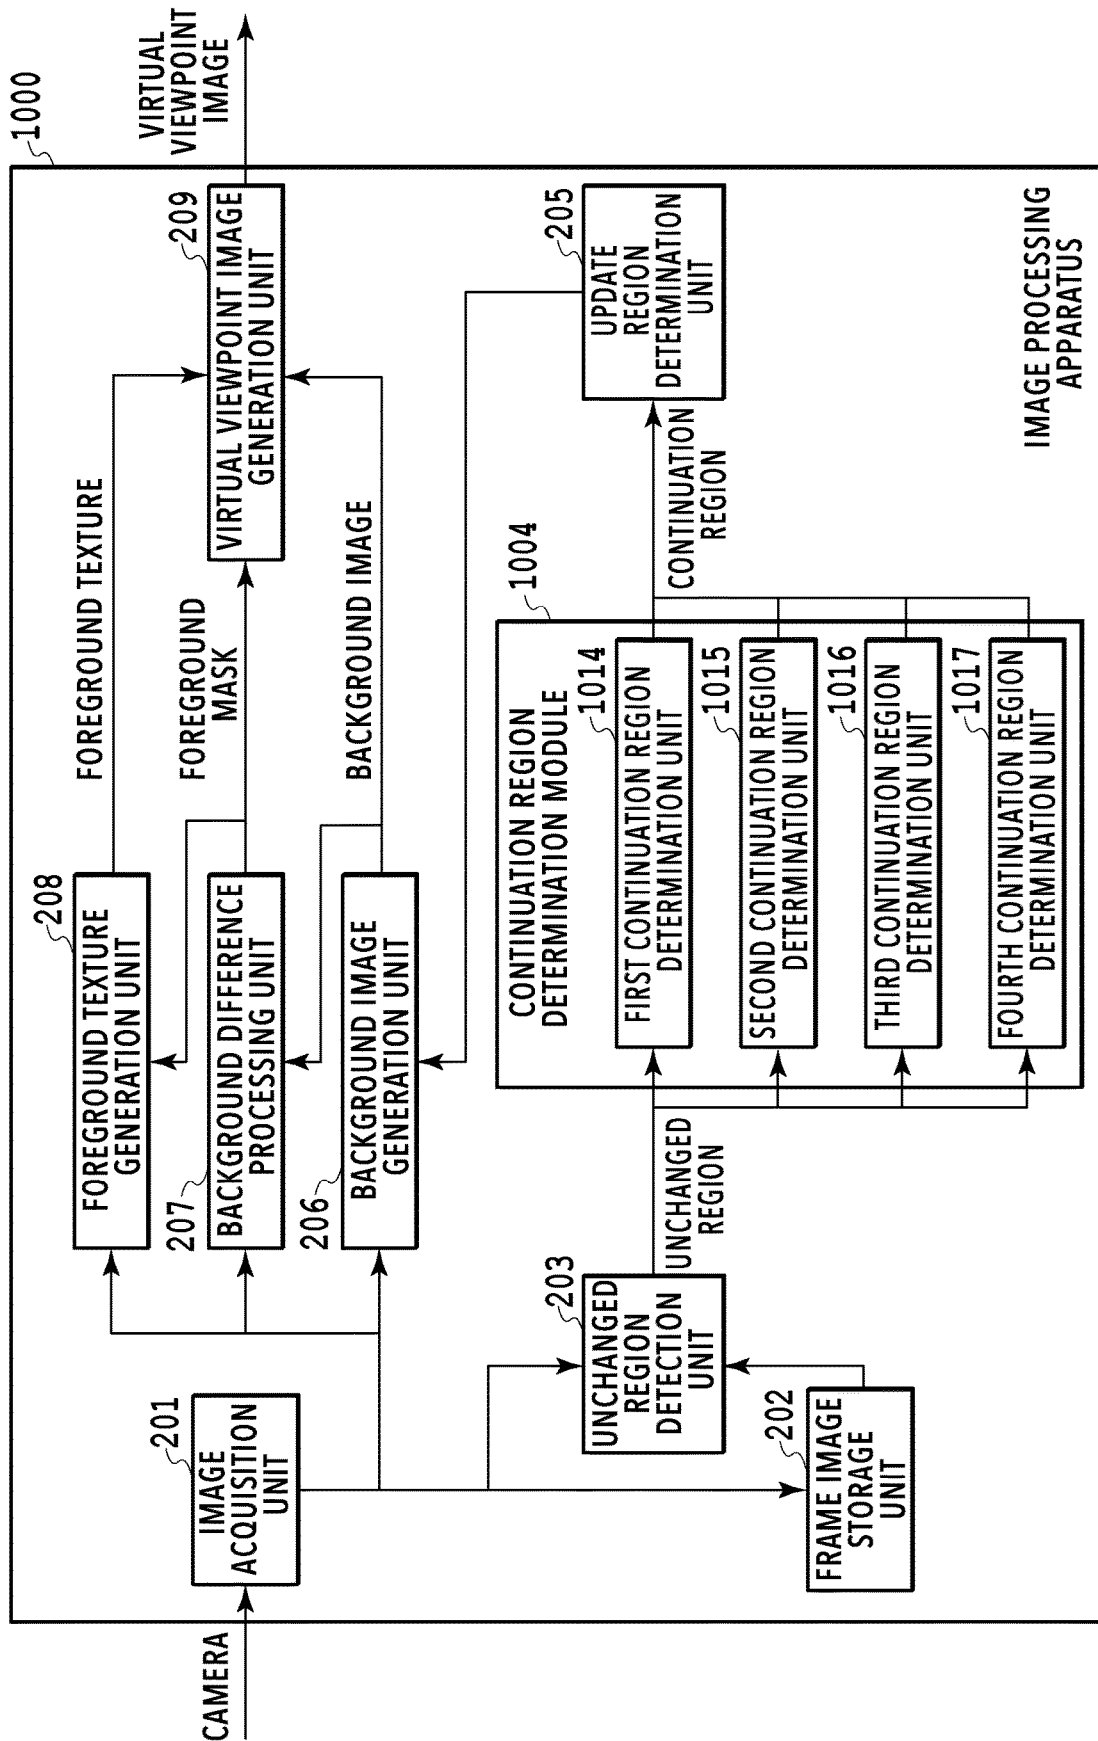 1000
CAMERA
201
IMAGE
ACQUISITION
UNIT
208
FOREGROUND TEXTURE
GENERATION UNIT
207
BACKGROUND DIFFERENCE
PROCESSING UNIT
206
BACKGROUND IMAGE
GENERATION UNIT
FOREGROUND TEXTURE
FOREGROUND
MASK
BACKGROUND IMAGE
209
VIRTUAL VIEWPOINT IMAGE
GENERATION UNIT
VIRTUAL
VIEWPOINT
IMAGE
203
UNCHANGED
REGION
DETECTION
UNIT
202
FRAME IMAGE
STORAGE
UNIT
UNCHANGED
REGION
1004
CONTINUATION REGION
DETERMINATION MODULE
1014
FIRST CONTINUATION REGION
DETERMINATION UNIT
1015
SECOND CONTINUATION REGION
DETERMINATION UNIT
1016
THIRD CONTINUATION REGION
DETERMINATION UNIT
1017
FOURTH CONTINUATION REGION
DETERMINATION UNIT
CONTINUATION
REGION
205
UPDATE
REGION
DETERMINATION
UNIT
IMAGE PROCESSING
APPARATUS